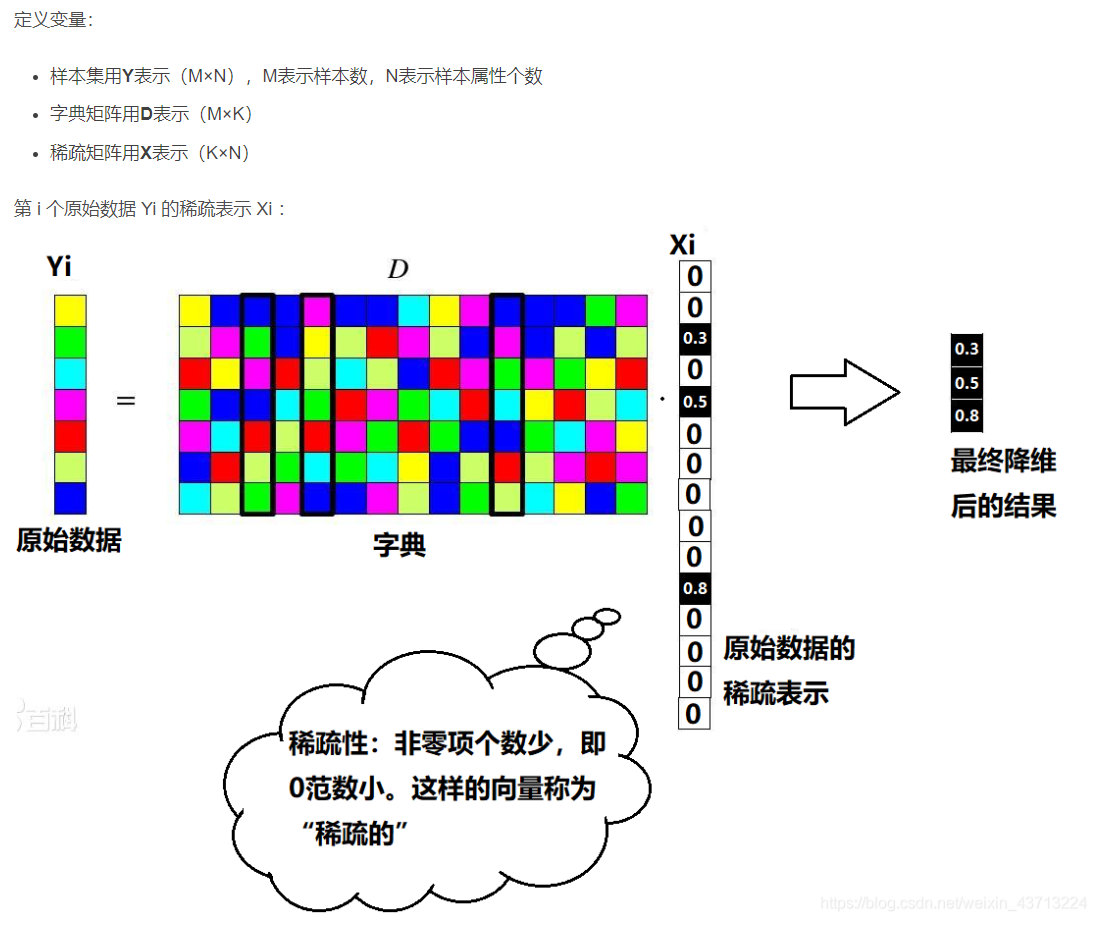 定义变量：
• 样本集用Y表示（M×N），M表示样本数，N表示样本属性个数
• 字典矩阵用D表示（M×K）
• 稀疏矩阵用X表示（K×N）
第 i 个原始数据 Yi 的稀疏表示 Xi ：
Yi
=
原始数据
D
字典
·
Xi
0
0
0.3
0
0.5
0
0
0
0
0
0.8
0
0
0
0
原始数据的
稀疏表示
0.3
0.5
0.8
最终降维
后的结果
稀疏性：非零项个数少，即
0范数小。这样的向量称为
“稀疏的”
百科
https://blog.csdn.net/weixin_43713224